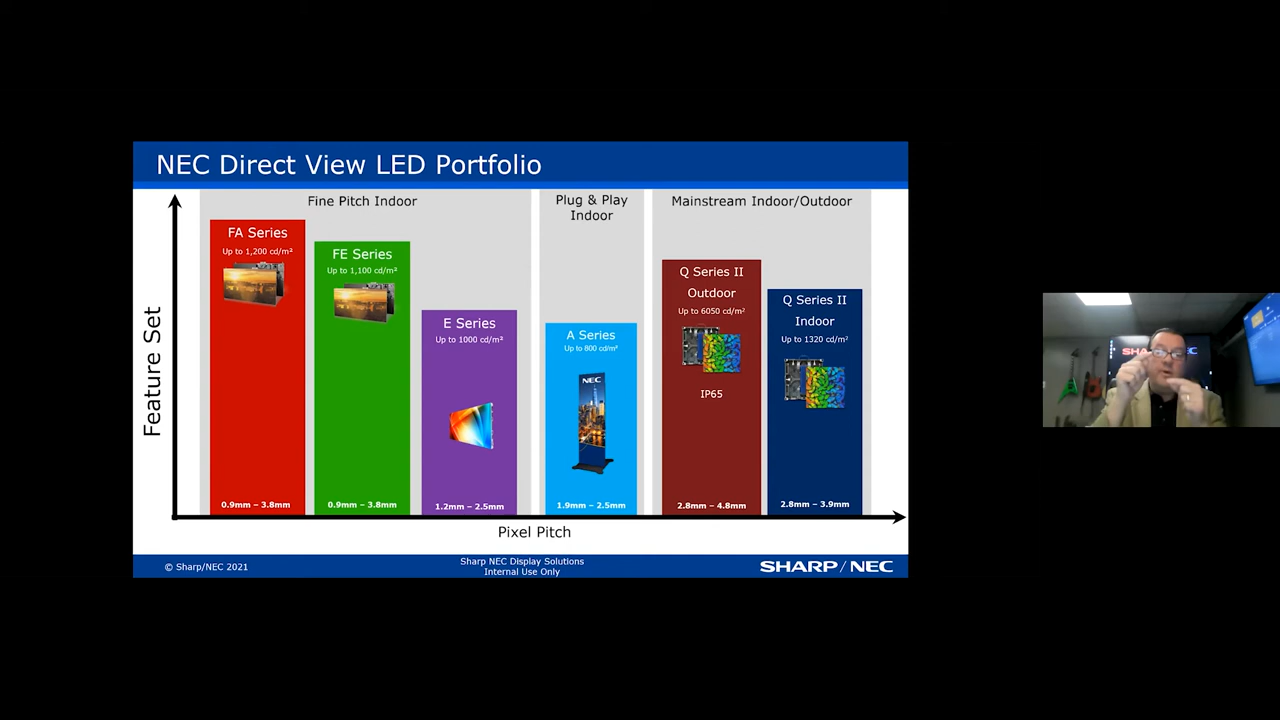 NEC Direct View LED Portfolio
Fine Pitch Indoor
Plug & Play
Indoor
Mainstream Indoor/Outdoor
Feature Set
FA Series
Up to 1,200 cd/m²
0.9mm – 3.8mm
FE Series
Up to 1,100 cd/m²
0.9mm – 3.8mm
E Series
Up to 1000 cd/m²
1.2mm – 2.5mm
A Series
Up to 800 cd/m²
NEC
1.9mm – 2.5mm
Q Series II
Outdoor
Up to 6050 cd/m²
IP65
2.8mm – 4.8mm
Q Series II
Indoor
Up to 1320 cd/m²
2.8mm – 3.9mm
Pixel Pitch
© Sharp/NEC 2021
Sharp NEC Display Solutions
Internal Use Only
SHARP/NEC